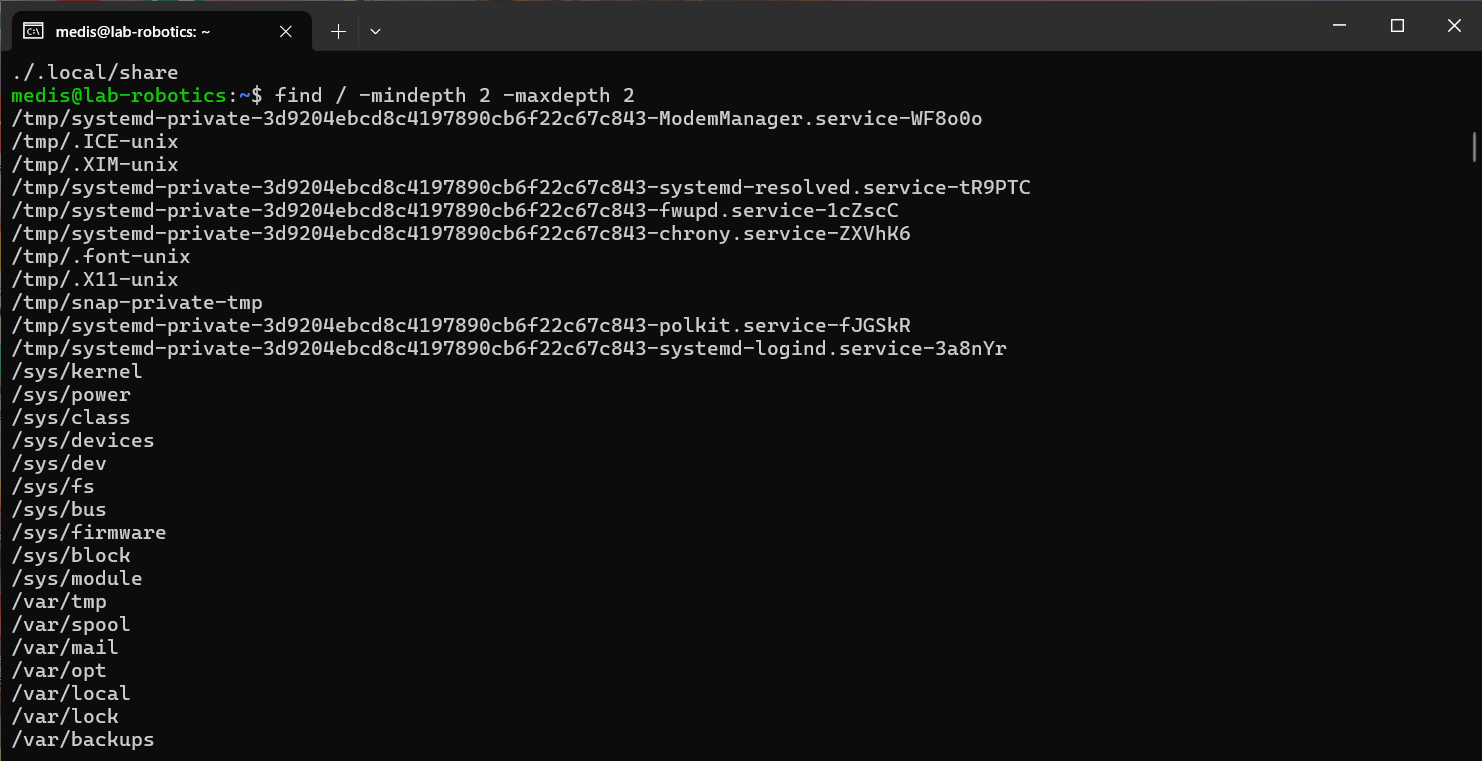 medis@lab-robotics: ~
./.local/share
medis@lab-robotics:~$ find / -mindepth 2 -maxdepth 2
/tmp/systemd-private-3d9204ebcd8c4197890cb6f22c67c843-ModemManager.service-WF8o0o
/tmp/.ICE-unix
/tmp/.XIM-unix
/tmp/systemd-private-3d9204ebcd8c4197890cb6f22c67c843-systemd-resolved.service-tR9PTC
/tmp/systemd-private-3d9204ebcd8c4197890cb6f22c67c843-fwupd.service-1cZscC
/tmp/systemd-private-3d9204ebcd8c4197890cb6f22c67c843-chrony.service-ZXVhK6
/tmp/.font-unix
/tmp/.X11-unix
/tmp/snap-private-tmp
/tmp/systemd-private-3d9204ebcd8c4197890cb6f22c67c843-polkit.service-fJGSkR
/tmp/systemd-private-3d9204ebcd8c4197890cb6f22c67c843-systemd-logind.service-3a8nYr
/sys/kernel
/sys/power
/sys/class
/sys/devices
/sys/dev
/sys/fs
/sys/bus
/sys/firmware
/sys/block
/sys/module
/var/tmp
/var/spool
/var/mail
/var/opt
/var/local
/var/lock
/var/backups